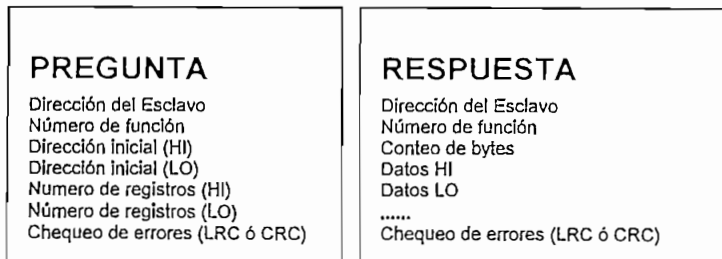 PREGUNTA
Dirección del Esclavo
Número de función
Dirección inicial (HI)
Dirección inicial (LO)
Numero de registros (HI)
Número de registros (LO)
Chequeo de errores (LRC ó CRC)
RESPUESTA
Dirección del Esclavo
Número de función
Conteo de bytes
Datos HI
Datos LO
......
Chequeo de errores (LRC ó CRC)